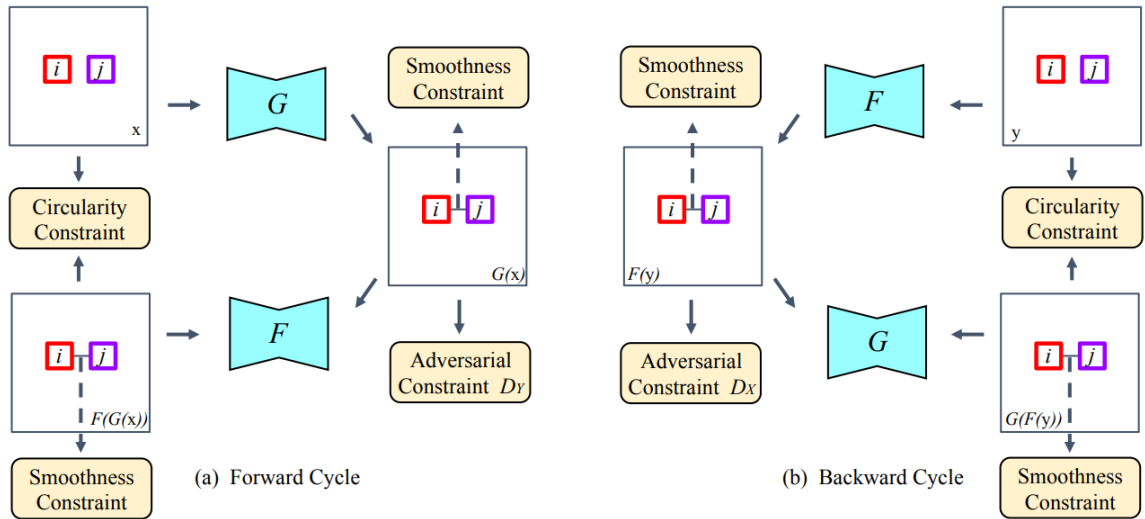 i j
x
G
Smoothness
Constraint
i j
G(x)
Circularity
Constraint
i j
F(G(x))
F
Adversarial
Constraint DY
Smoothness
Constraint
(a) Forward Cycle
Smoothness
Constraint
F
i j
y
i j
F(y)
Circularity
Constraint
Adversarial
Constraint DX
G
i j
G(F(y))
Smoothness
Constraint
(b) Backward Cycle